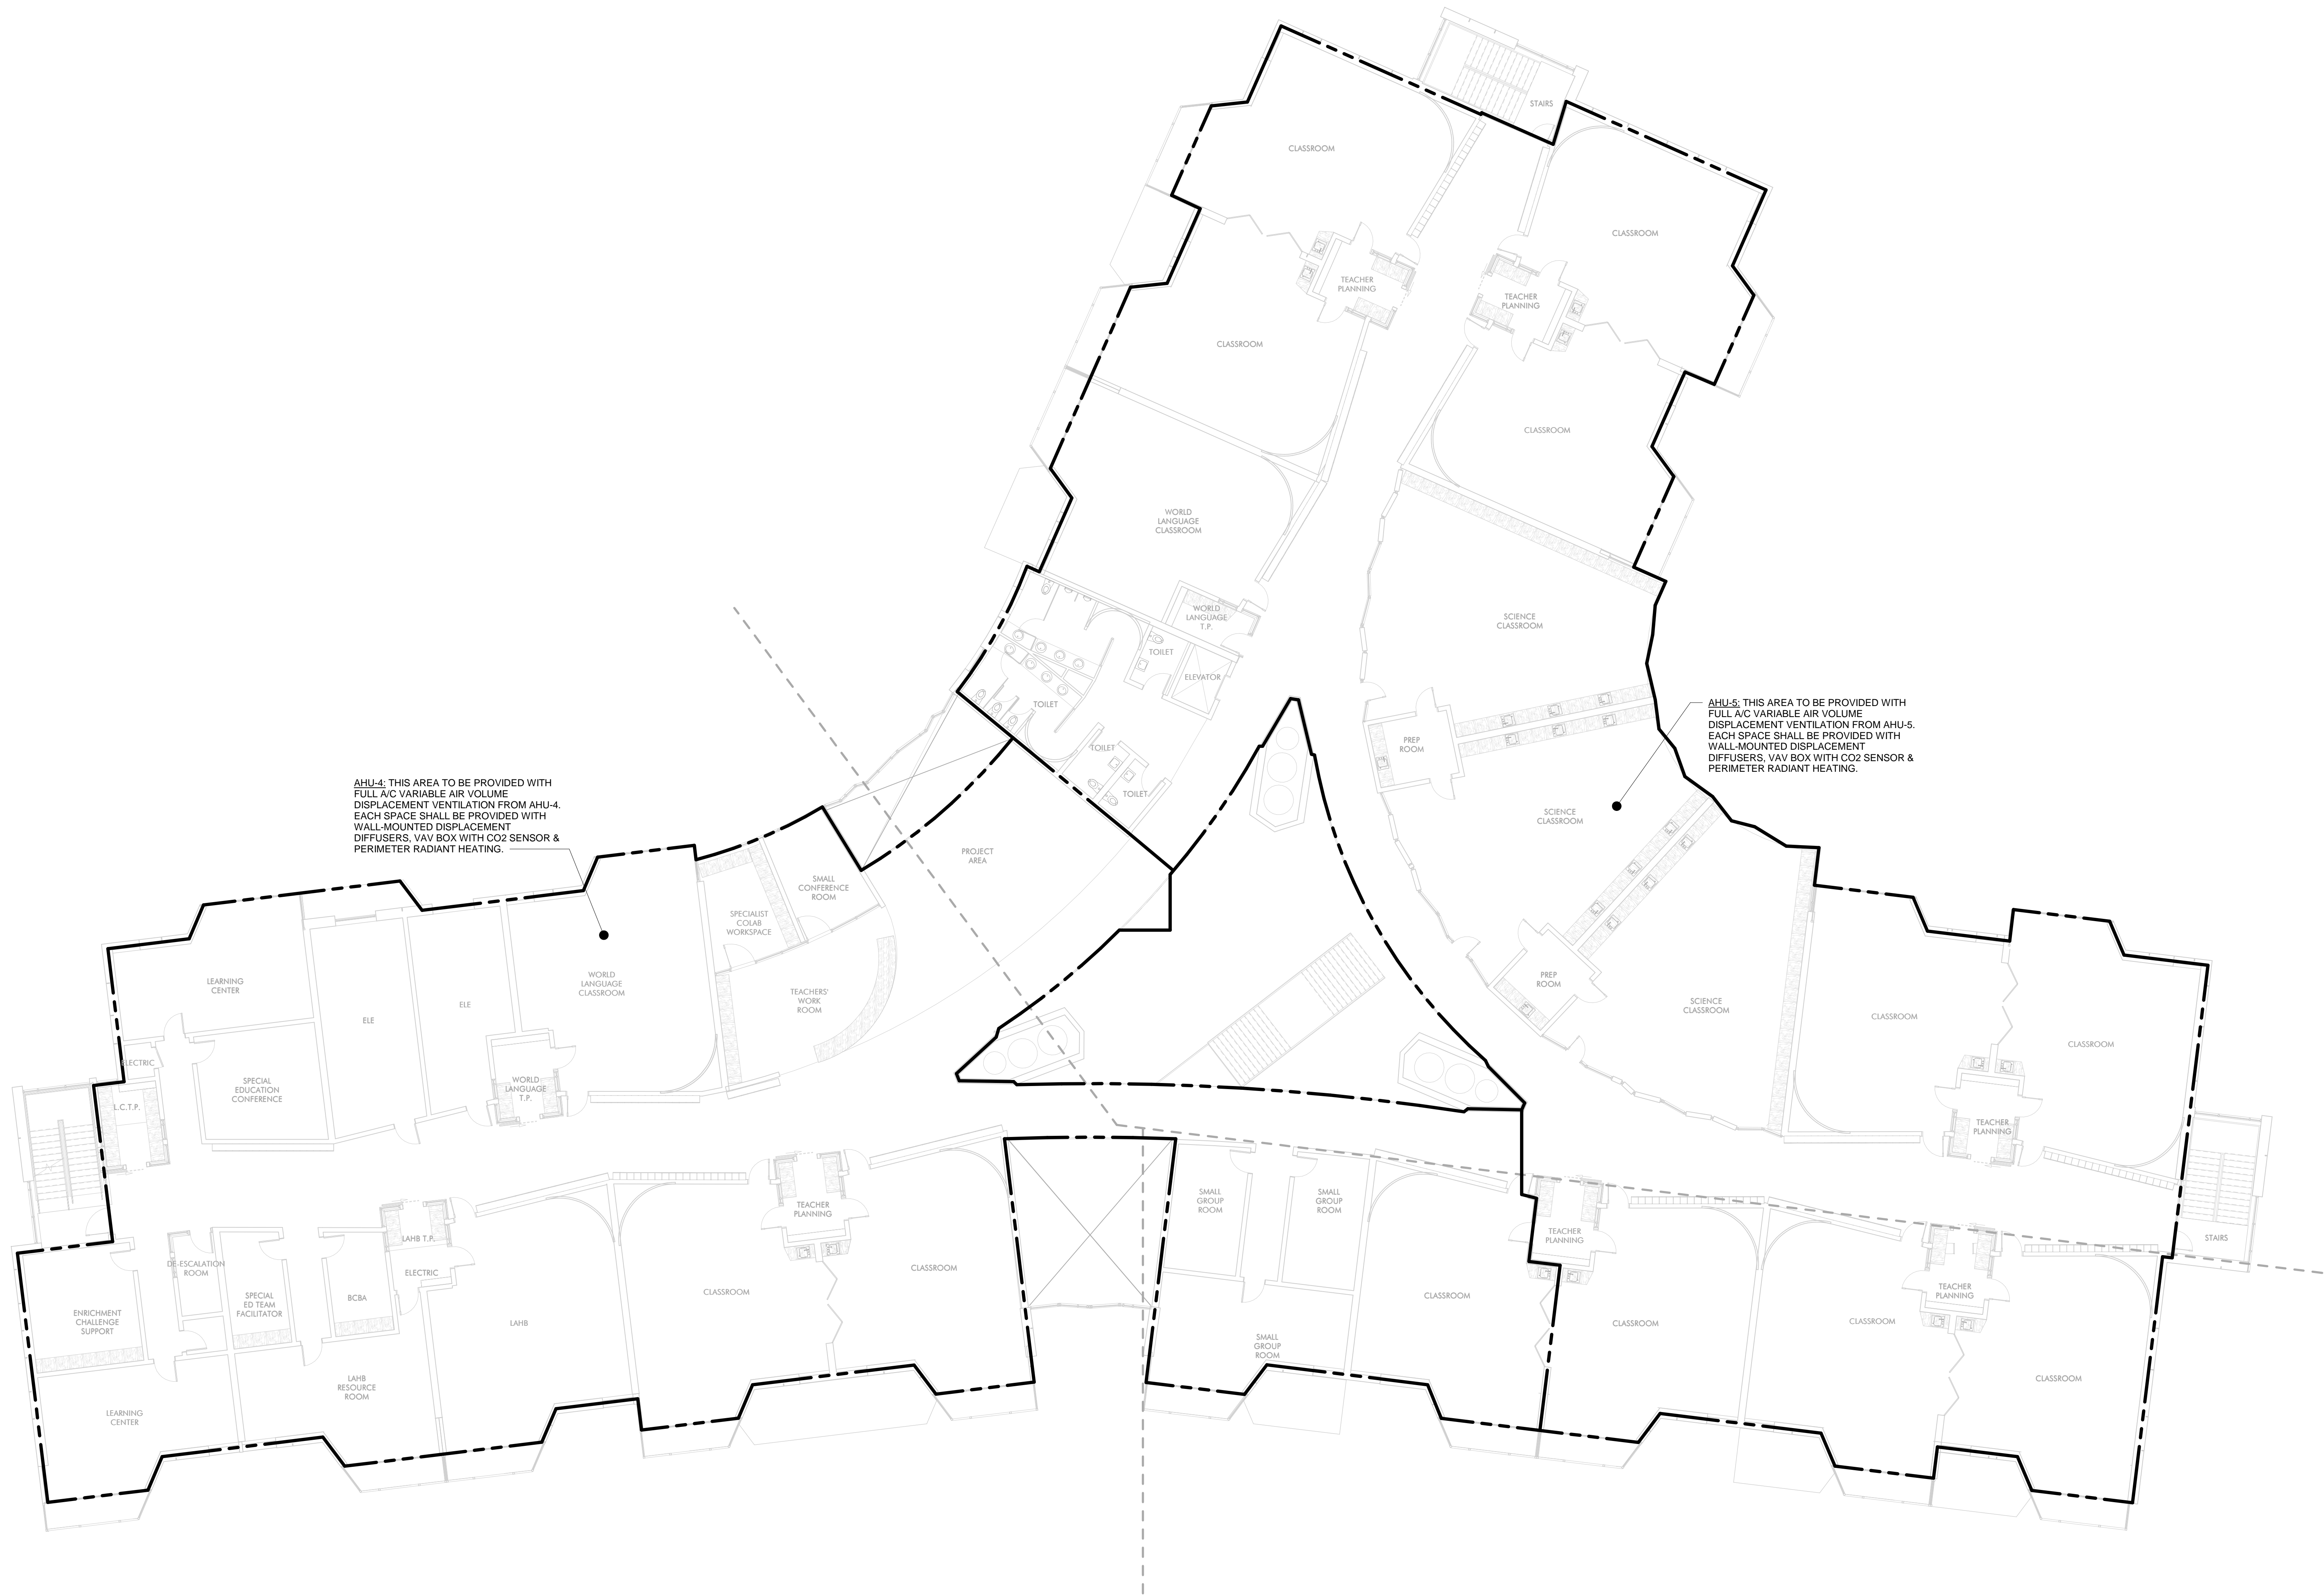 STAIRS
CLASSROOM
CLASSROOM
TEACHER
PLANNING
TEACHER
PLANNING
CLASSROOM
CLASSROOM
WORLD
LANGUAGE
CLASSROOM
WORLD
LANGUAGE
T.P.
SCIENCE
CLASSROOM
TOILET
ELEVATOR
TOILET
TOILET
TOILET
PREP
ROOM
AHU-5: THIS AREA TO BE PROVIDED WITH
FULL A/C VARIABLE AIR VOLUME
DISPLACEMENT VENTILATION FROM AHU-5.
EACH SPACE SHALL BE PROVIDED WITH
WALL-MOUNTED DISPLACEMENT
DIFFUSERS, VAV BOX WITH CO2 SENSOR &
PERIMETER RADIANT HEATING.
AHU-4: THIS AREA TO BE PROVIDED WITH
FULL A/C VARIABLE AIR VOLUME
DISPLACEMENT VENTILATION FROM AHU-4.
EACH SPACE SHALL BE PROVIDED WITH
WALL-MOUNTED DISPLACEMENT
DIFFUSERS, VAV BOX WITH CO2 SENSOR &
PERIMETER RADIANT HEATING.
SCIENCE
CLASSROOM
PROJECT
AREA
SMALL
CONFERENCE
ROOM
SPECIALIST
COLAB
WORKSPACE
LEARNING
CENTER
ELE
ELE
WORLD
LANGUAGE
CLASSROOM
TEACHERS'
WORK
ROOM
PREP
ROOM
SCIENCE
CLASSROOM
CLASSROOM
CLASSROOM
ELECTRIC
L.C.T.P.
SPECIAL
EDUCATION
CONFERENCE
WORLD
LANGUAGE
T.P.
TEACHER
PLANNING
STAIRS
DE-ESCALATION
ROOM
LAHB T.P.
ELECTRIC
TEACHER
PLANNING
CLASSROOM
SMALL
GROUP
ROOM
SMALL
GROUP
ROOM
TEACHER
PLANNING
TEACHER
PLANNING
ENRICHMENT
CHALLENGE
SUPPORT
SPECIAL
ED TEAM
FACILITATOR
BCBA
LAHB
CLASSROOM
SMALL
GROUP
ROOM
CLASSROOM
CLASSROOM
CLASSROOM
CLASSROOM
LAHB
RESOURCE
ROOM
LEARNING
CENTER